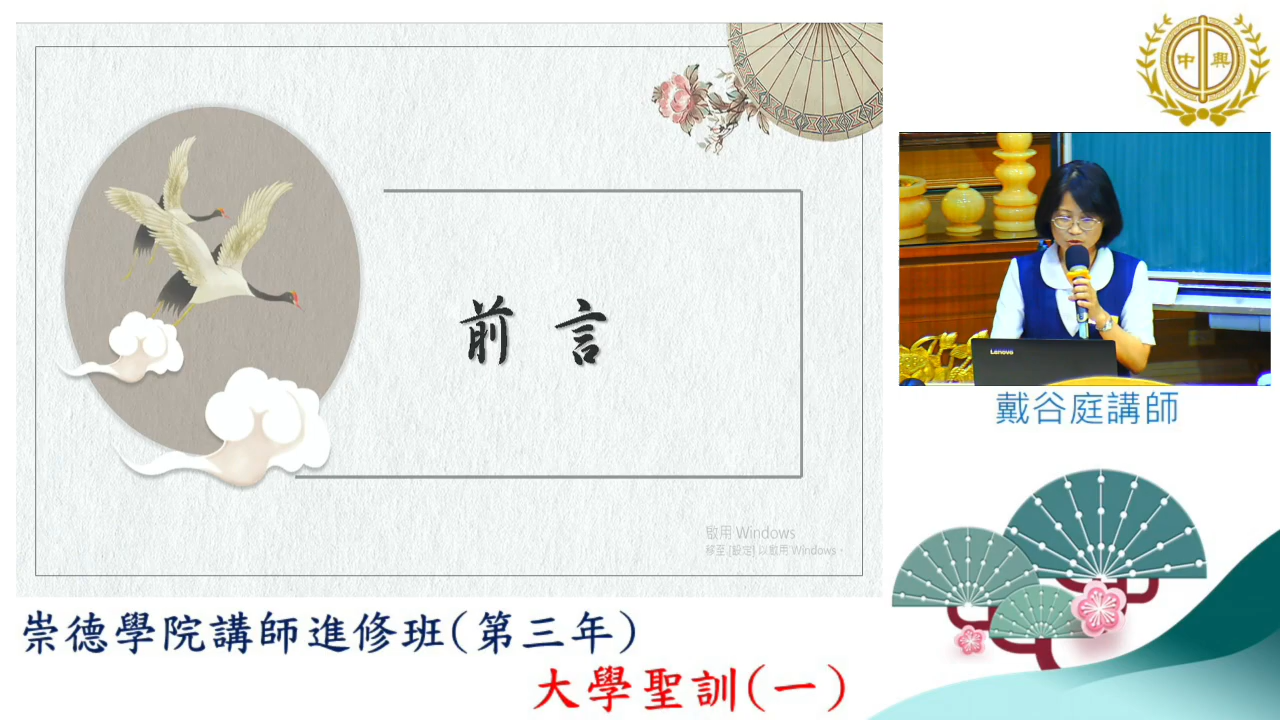 中興
前言
Lenovo
戴谷庭講師
啟用 Windows
移至 [設定] 以啟用 Windows。
崇德學院講師進修班(第三年)
大學聖訓(一)